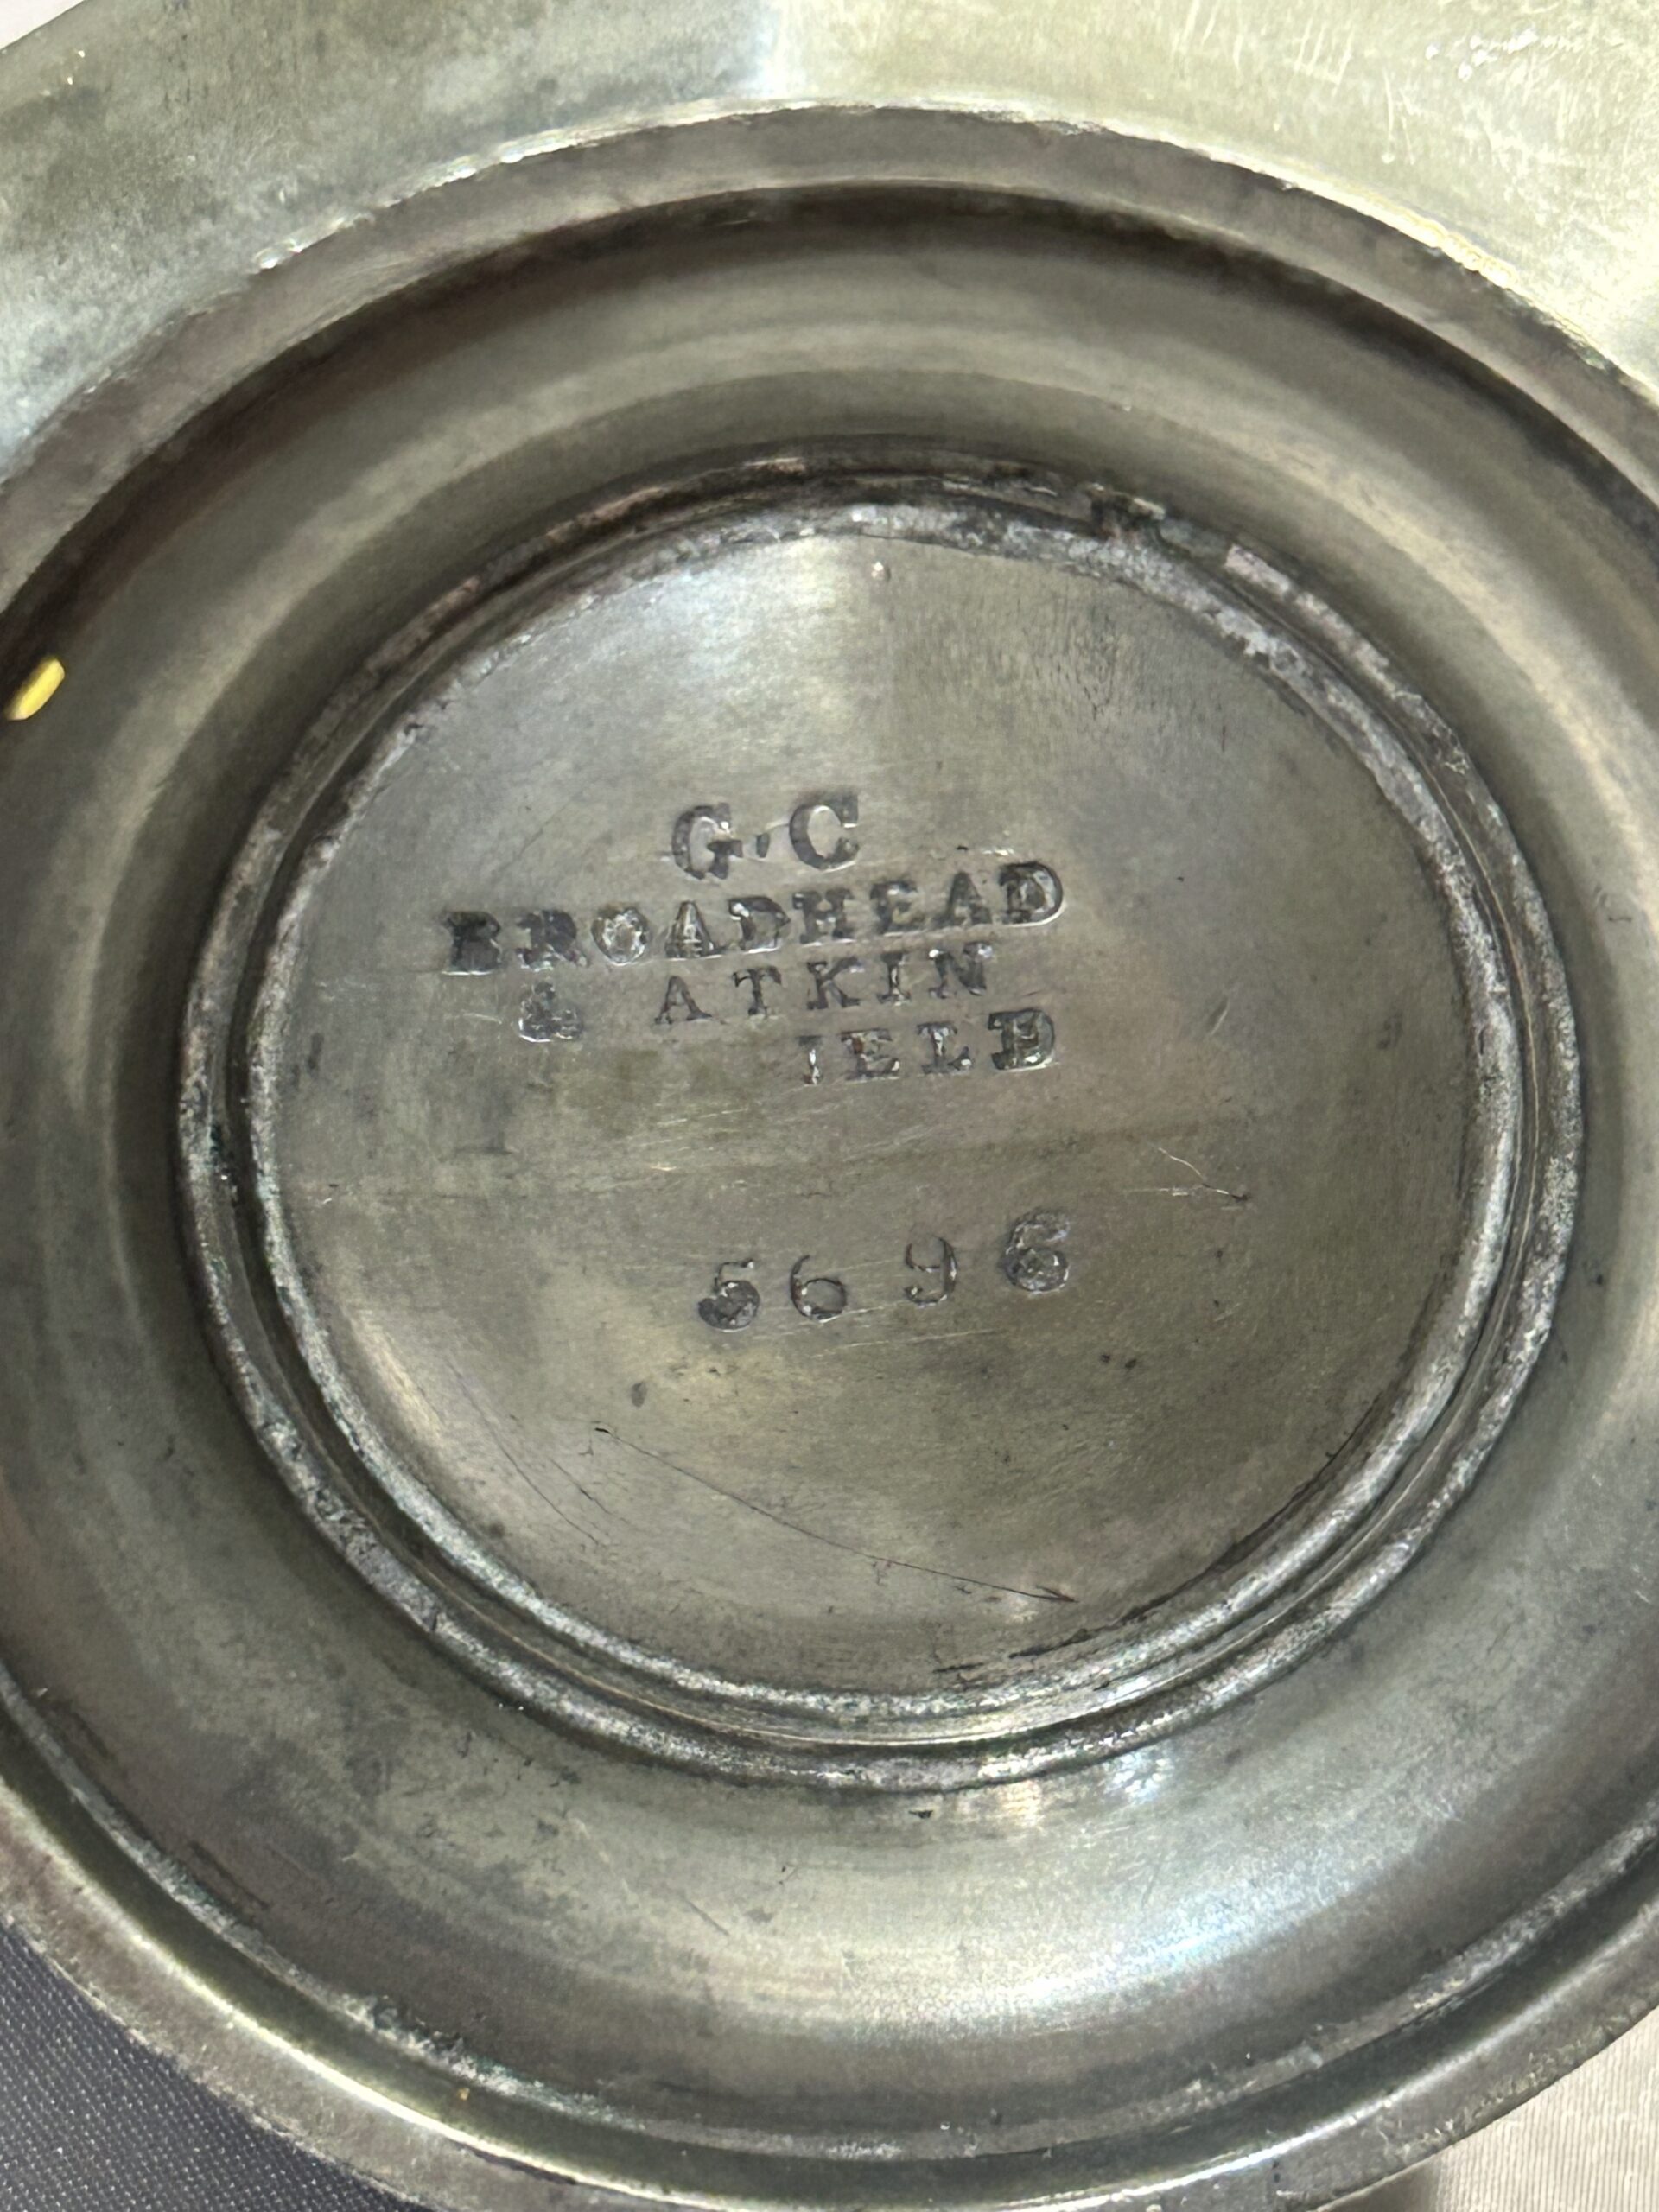 G.C
BROADHEAD
& ATKIN
IELD
5696